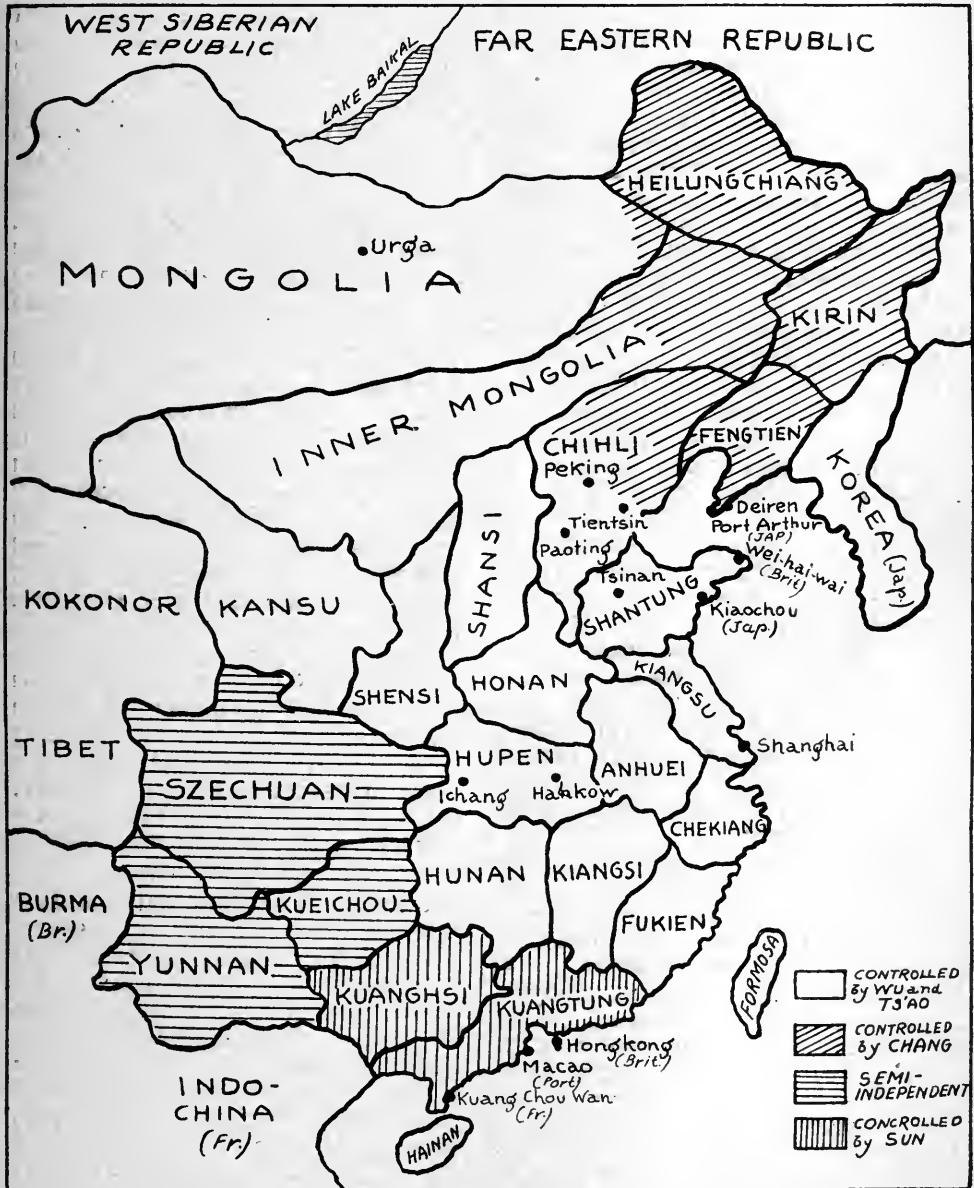 WEST SIBERIAN
REPUBLIC
FAR EASTERN REPUBLIC
LAKE BAIKAL
HEILUNGCHIANG
Urga
MONGOLIA
KIRIN
INNER MONGOLIA
CHIHLI
Peking
FENGTIEN
KOREA (Jap.)
Tientsin
Deiren
Port Arthur
(JAP)
Paoting
Wei-hai-wai
(Brit)
SHANSI
Tsinan
SHANTUNG
Kiaochou
(Jap.)
KOKONOR
KANSU
SHENSI
HONAN
KIANGSU
TIBET
SZECHUAN
HUPEN
Ichang
Hakkow
ANHUEI
Shanghai
CHEKIANG
BURMA
(Br.)
KUEICHOU
HUNAN
KIANGSI
FUKIEN
YUNNAN
KUANGHSI
KUANGTUNG
FORMOSA
Hongkong
(Brit.)
Macao
(Port)
Kuang Chou Wan
(Fr.)
INDO-
CHINA
(Fr.)
HAINAN
CONTROLLED
by WU and
TS'AO
CONTROLLED
by CHANG
SEMI-
INDEPENDENT
CONCROLLED
by SUN